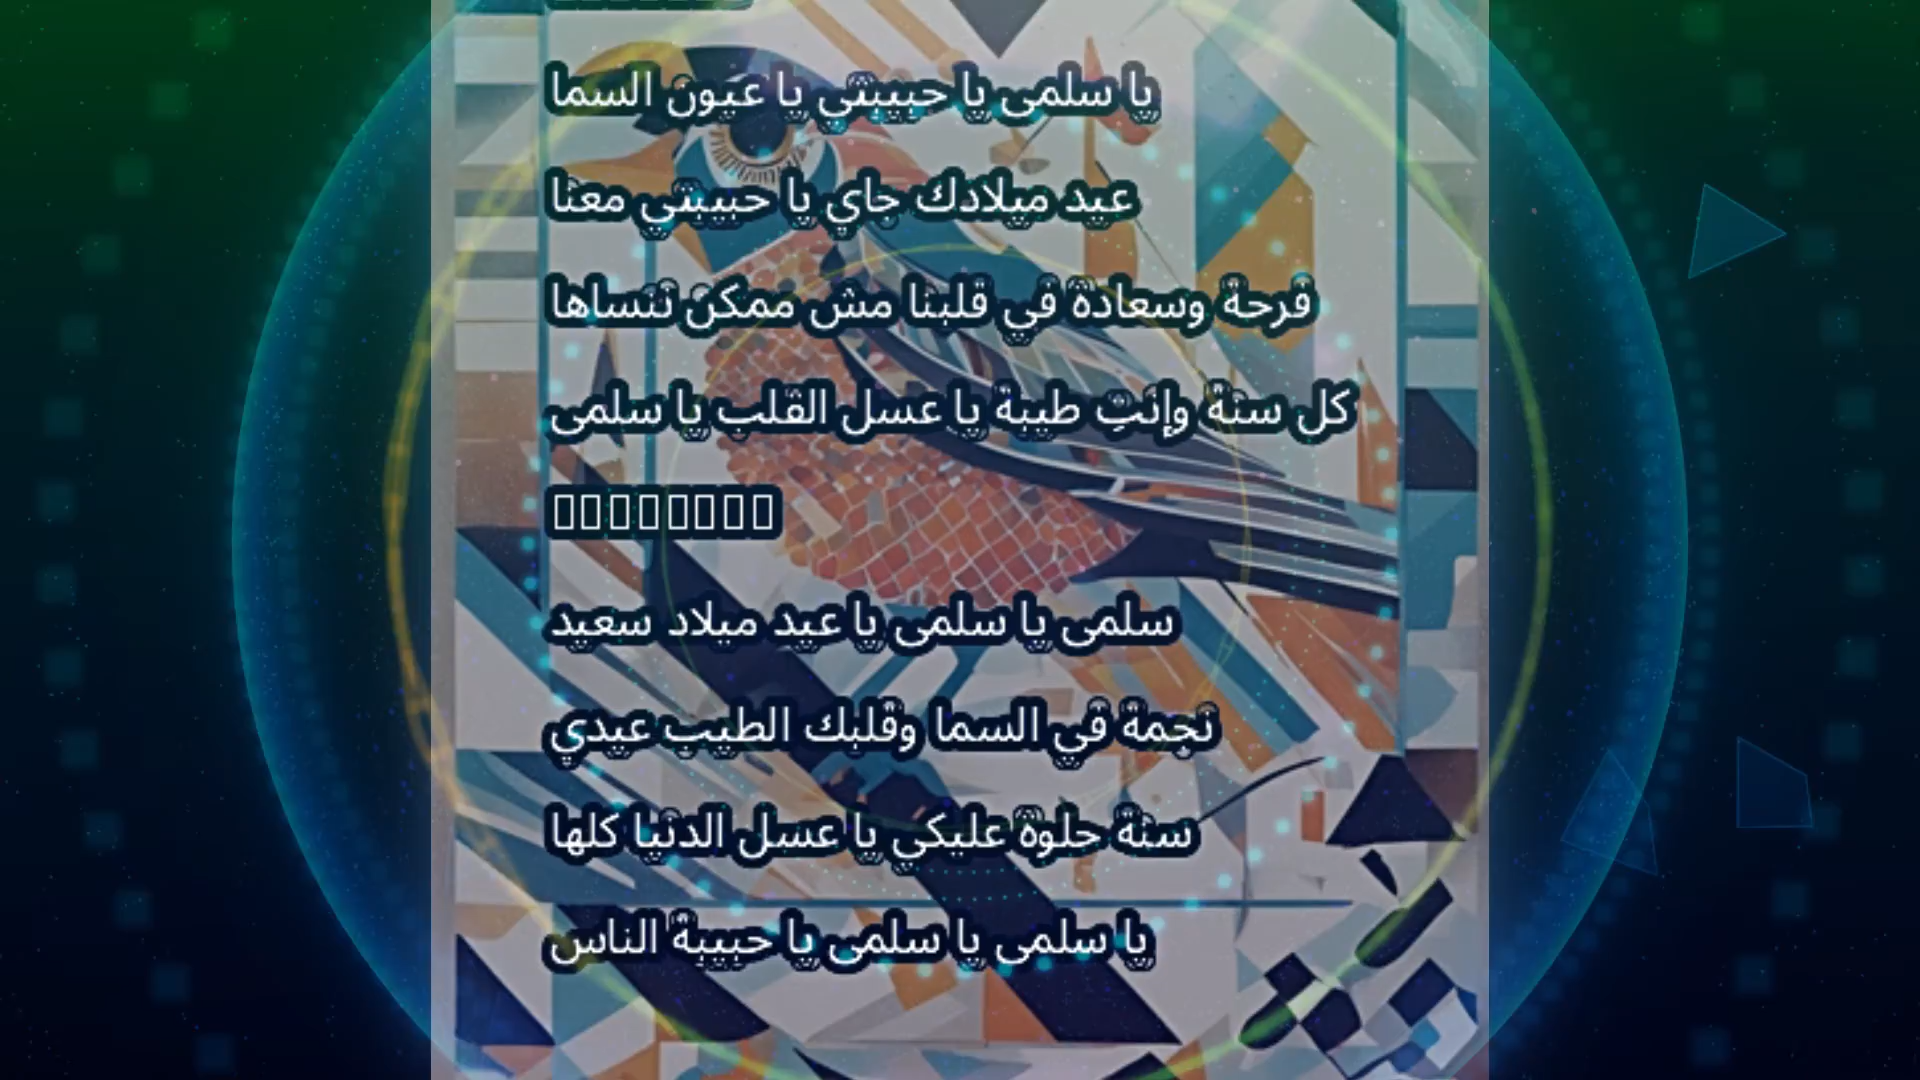 يا سلمى يا حبيبتي يا عيون السما
عيد ميلادك جاي يا حبيبتي معنا
فرحة وسعادة في قلبنا مش ممكن ننساها
كل سنة وإنتِ طيبة يا عسل القلب يا سلمى
سلمى يا سلمى يا عيد ميلاد سعيد
نجمة في السما وقلبك الطيب عيدي
سنة حلوة عليكي يا عسل الدنيا كلها
يا سلمى يا سلمى يا حبيبة الناس